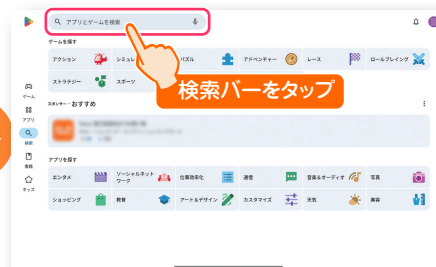 アプリとゲームを検索
ゲームを探す
アクション
パズル
アドベンチャー
レース
ロールプレイング
ストラテジー
スポーツ
検索バーをタップ
スポンサー・おすすめ
ゲーム
アプリ
検索
書籍
キッズ
アプリを探す
エンタメ
ソーシャルネット
ワーク
仕事効率化
通信
音楽&オーディオ
写真
ショッピング
教育
アート&デザイン
カスタマイズ
天気
美容